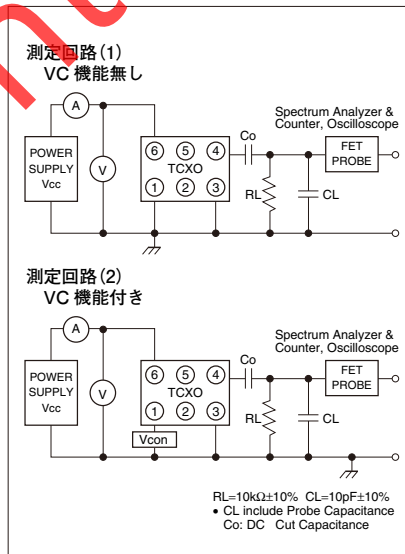 測定回路(1)
VC 機能無し
A
Spectrum Analyzer &
Counter, Oscilloscope
POWER
SUPPLY
Vcc
V
6 5 4
TCXO
1 2 3
Co
RL
CL
FET
PROBE
測定回路(2)
VC 機能付き
A
Spectrum Analyzer &
Counter, Oscilloscope
POWER
SUPPLY
Vcc
V
6 5 4
TCXO
1 2 3
Vcon
Co
RL
CL
FET
PROBE
RL=10kΩ±10% CL=10pF±10%
• CL include Probe Capacitance
Co: DC Cut Capacitance